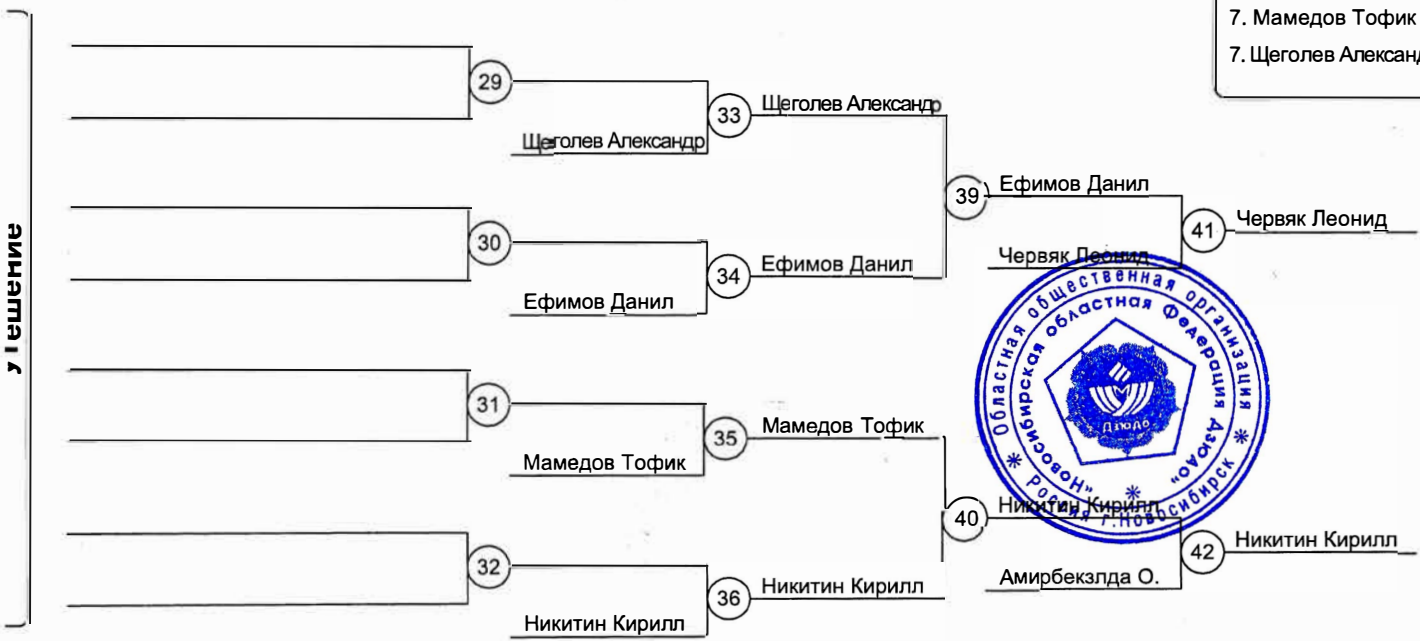 7. Мамедов Тофик
7. Щеголев Александ
утешение
29
Щеголев Александр
33
Щеголев Александр
30
Ефимов Данил
34
Ефимов Данил
39
Ефимов Данил
Червяк Леонид
41
Червяк Леонид
31
Мамедов Тофик
35
Мамедов Тофик
32
Никитин Кирилл
36
Никитин Кирилл
40
Никитин Кирилл
Амирбекзлда О.
42
Никитин Кирилл
Областная общественная организация
* Россия г.Новосибирск *
"Новосибирская областная Федерация Дзюдо"
*
Дзюдо